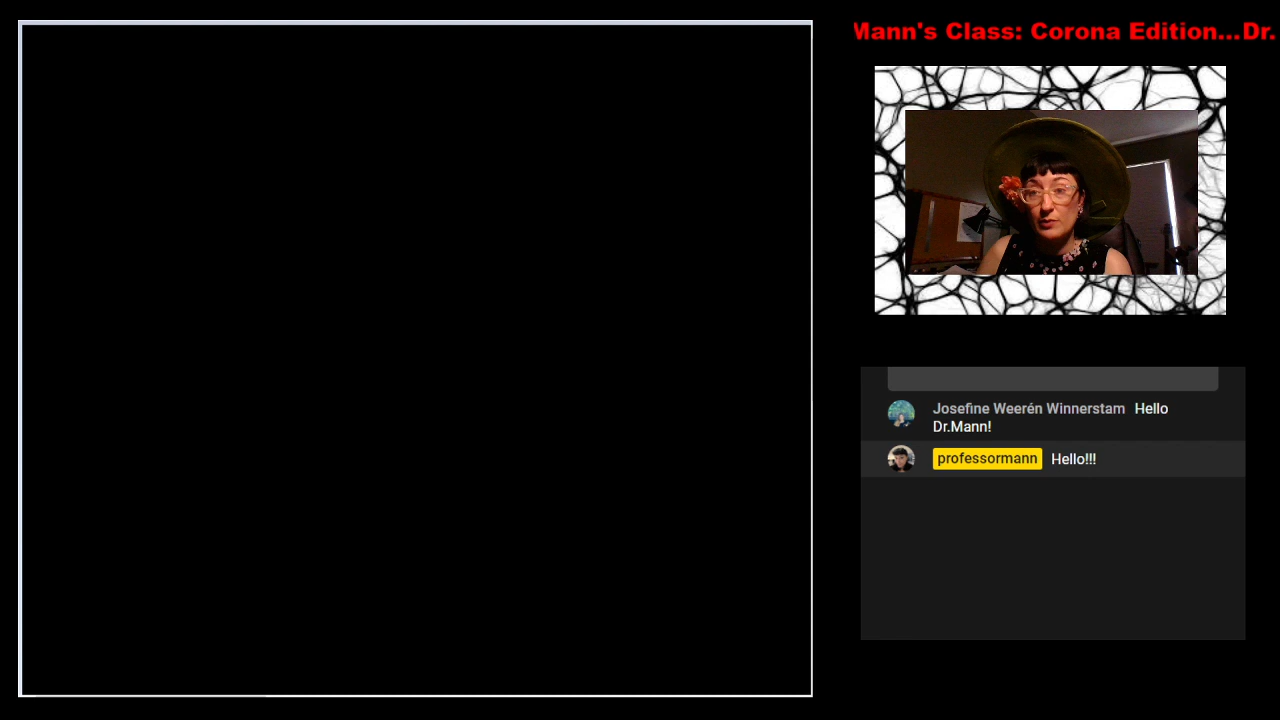 Mann's Class: Corona Edition...Dr.
Josefine Weerén Winnerstam Hello
Dr.Mann!
professormann Hello!!!